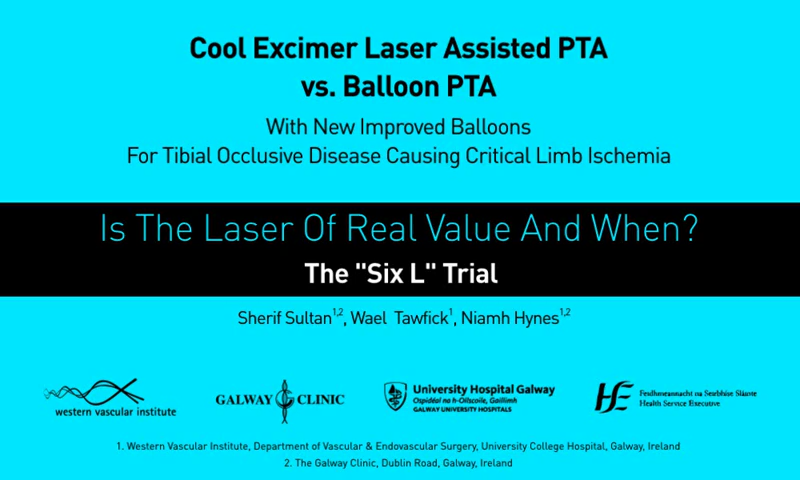 Cool Excimer Laser Assisted PTA
vs. Balloon PTA
With New Improved Balloons
For Tibial Occlusive Disease Causing Critical Limb Ischemia
Is The Laser Of Real Value And When?
The "Six L" Trial
Sherif Sultan1,2, Wael Tawfick1, Niamh Hynes1,2
western vascular institute
GALWAY CLINIC
University Hospital Galway
Ospidéal na h-Ollscoile, Gaillimh
GALWAY UNIVERSITY HOSPITALS
Feidhmeannacht na Seirbhíse Sláinte
Health Service Executive
1. Western Vascular Institute, Department of Vascular & Endovascular Surgery, University College Hospital, Galway, Ireland
2. The Galway Clinic, Dublin Road, Galway, Ireland